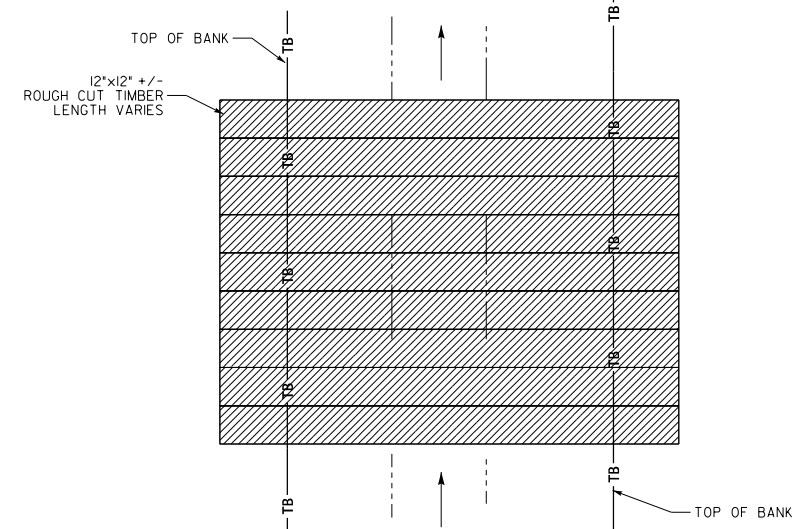 TB
TOP OF BANK
TB
12"x12" +/-
ROUGH CUT TIMBER
LENGTH VARIES
TB
TB
TB
TB
TB
TB
TB
TB
TOP OF BANK